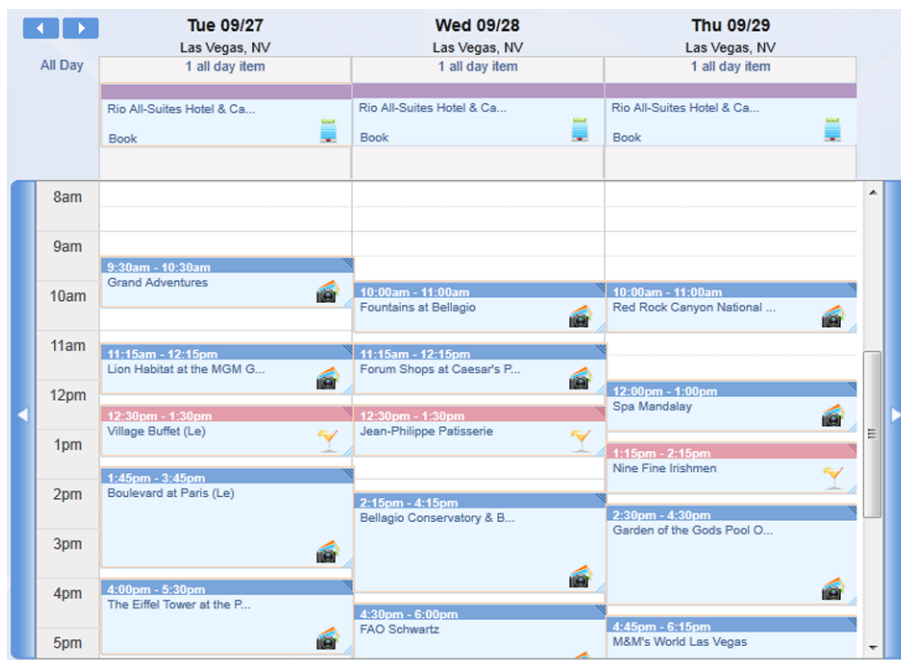 Tue 09/27
Wed 09/28
Thu 09/29
Las Vegas, NV
Las Vegas, NV
Las Vegas, NV
All Day
1 all day item
1 all day item
1 all day item
Rio All-Suites Hotel & Ca...
Book
Rio All-Suites Hotel & Ca...
Book
Rio All-Suites Hotel & Ca...
Book
8am
9am
10am
11am
12pm
1pm
2pm
3pm
4pm
5pm
9:30am - 10:30am
Grand Adventures
11:15am - 12:15pm
Lion Habitat at the MGM G...
12:30pm - 1:30pm
Village Buffet (Le)
1:45pm - 3:45pm
Boulevard at Paris (Le)
4:00pm - 5:30pm
The Eiffel Tower at the P...
10:00am - 11:00am
Fountains at Bellagio
11:15am - 12:15pm
Forum Shops at Caesar's P...
12:30pm - 1:30pm
Jean-Philippe Patisserie
2:15pm - 4:15pm
Bellagio Conservatory & B...
4:30pm - 6:00pm
FAO Schwartz
10:00am - 11:00am
Red Rock Canyon National ...
12:00pm - 1:00pm
Spa Mandalay
1:15pm - 2:15pm
Nine Fine Irishmen
2:30pm - 4:30pm
Garden of the Gods Pool O...
4:45pm - 6:15pm
M&M's World Las Vegas